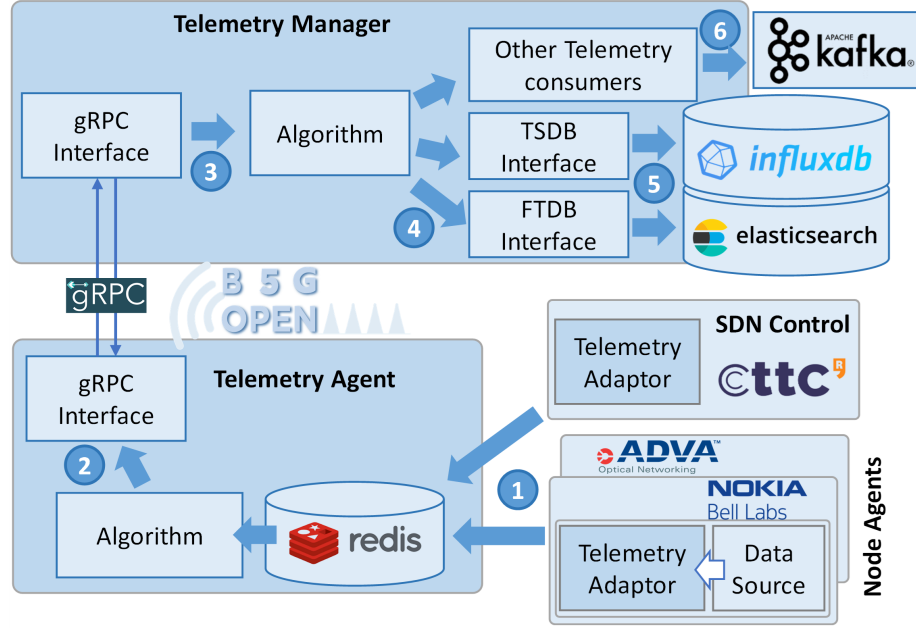 Telemetry Manager
6
Other Telemetry
consumers
APACHE
kafka®
gRPC
Interface
3
Algorithm
TSDB
Interface
5
influxdb
4
FTDB
Interface
elasticsearch
gRPC
B 5 G
OPEN
SDN Control
Telemetry
Adaptor
cttc R
gRPC
Interface
Telemetry Agent
2
1
ADVA™
Optical Networking
NOKIA
Bell Labs
Algorithm
redis
Telemetry
Adaptor
Data
Source
Node Agents